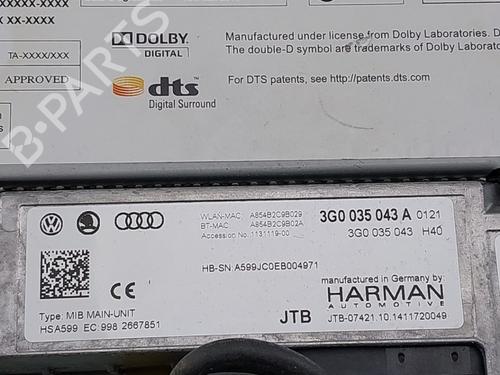 XX-XXXX
TA-XXXX/XXX
APPROVED
DOLBY
DIGITAL
Manufactured under license from Dolby Laboratories.
The double-D symbol are trademarks of Dolby Laboratories.
dts
Digital Surround
For DTS patents, see http://patents.dts.com
B-PARTS
WLAN-MAC: A854B2C9B029
BT-MAC: A854B2C9B02A
Accession No.: 1131119-00
3G0 035 043 A 0121
3G0 035 043 H40
HB-SN:A599JC0EB004971
manufactured in Germany by:
HARMAN
AUTOMOTIVE
Type: MIB MAIN-UNIT
HSA599 EC:998 2667851
JTB
JTB-07421.10.1411720049